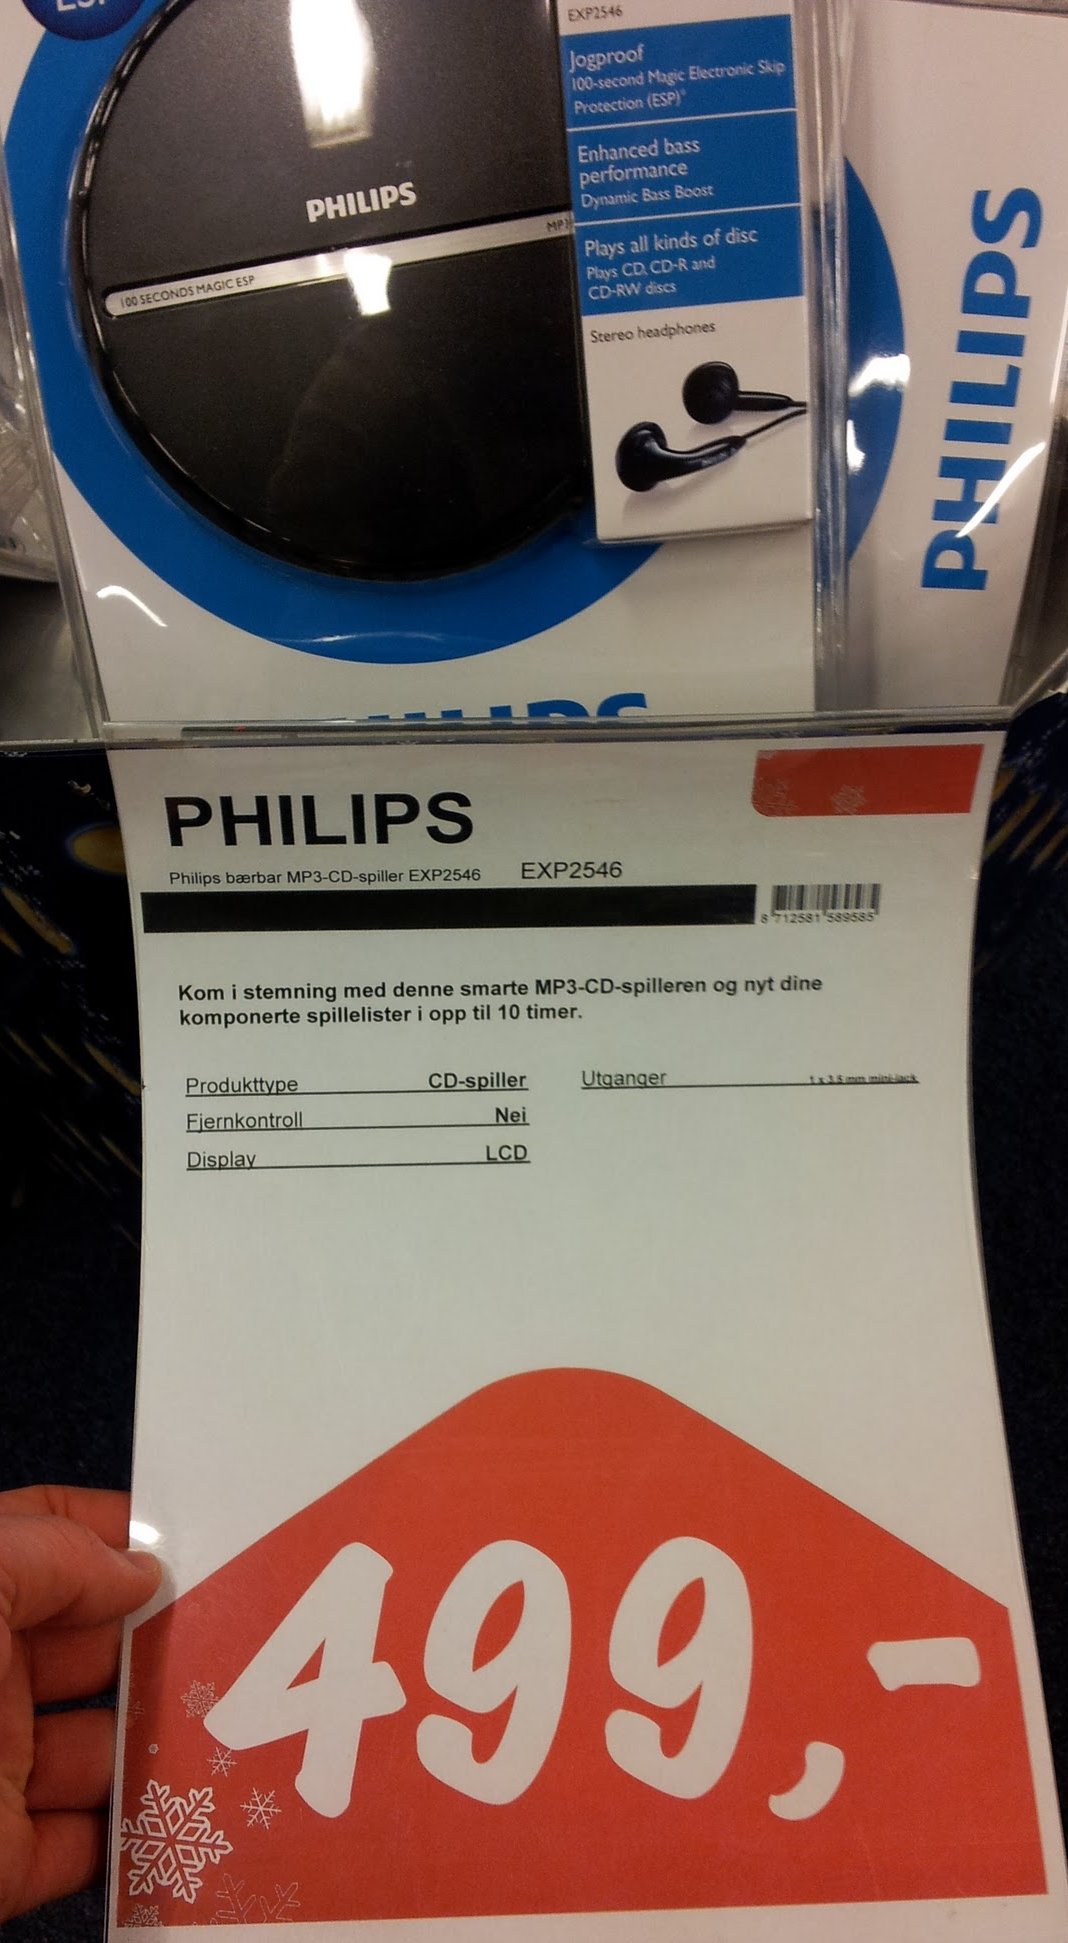 EXP2546
Jogproof
100-second Magic Electronic Skip
Protection (ESP)*
Enhanced bass
performance
Dynamic Bass Boost
Plays all kinds of disc
Plays CD, CD-R and
CD-RW discs
Stereo headphones
PHILIPS
MP3
100 SECONDS MAGIC ESP
PHILIPS
PHILIPS
PHILIPS
Philips bærbar MP3-CD-spiller EXP2546 EXP2546
8 712581 589585
Kom i stemning med denne smarte MP3-CD-spilleren og nyt dine
komponerte spillelister i opp til 10 timer.
Produkttype CD-spiller
Fjernkontroll Nei
Display LCD
Utganger 1 x 3.5 mm mini-jack
499,-